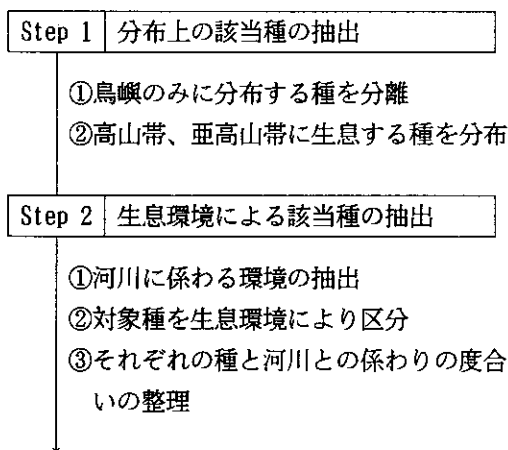 Step 1 分布上の該当種の抽出
①鳥嶼のみに分布する種を分離
②高山帯、亜高山帯に生息する種を分布
Step 2 生息環境による該当種の抽出
①河川に係わる環境の抽出
②対象種を生息環境により区分
③それぞれの種と河川との係わりの度合
いの整理